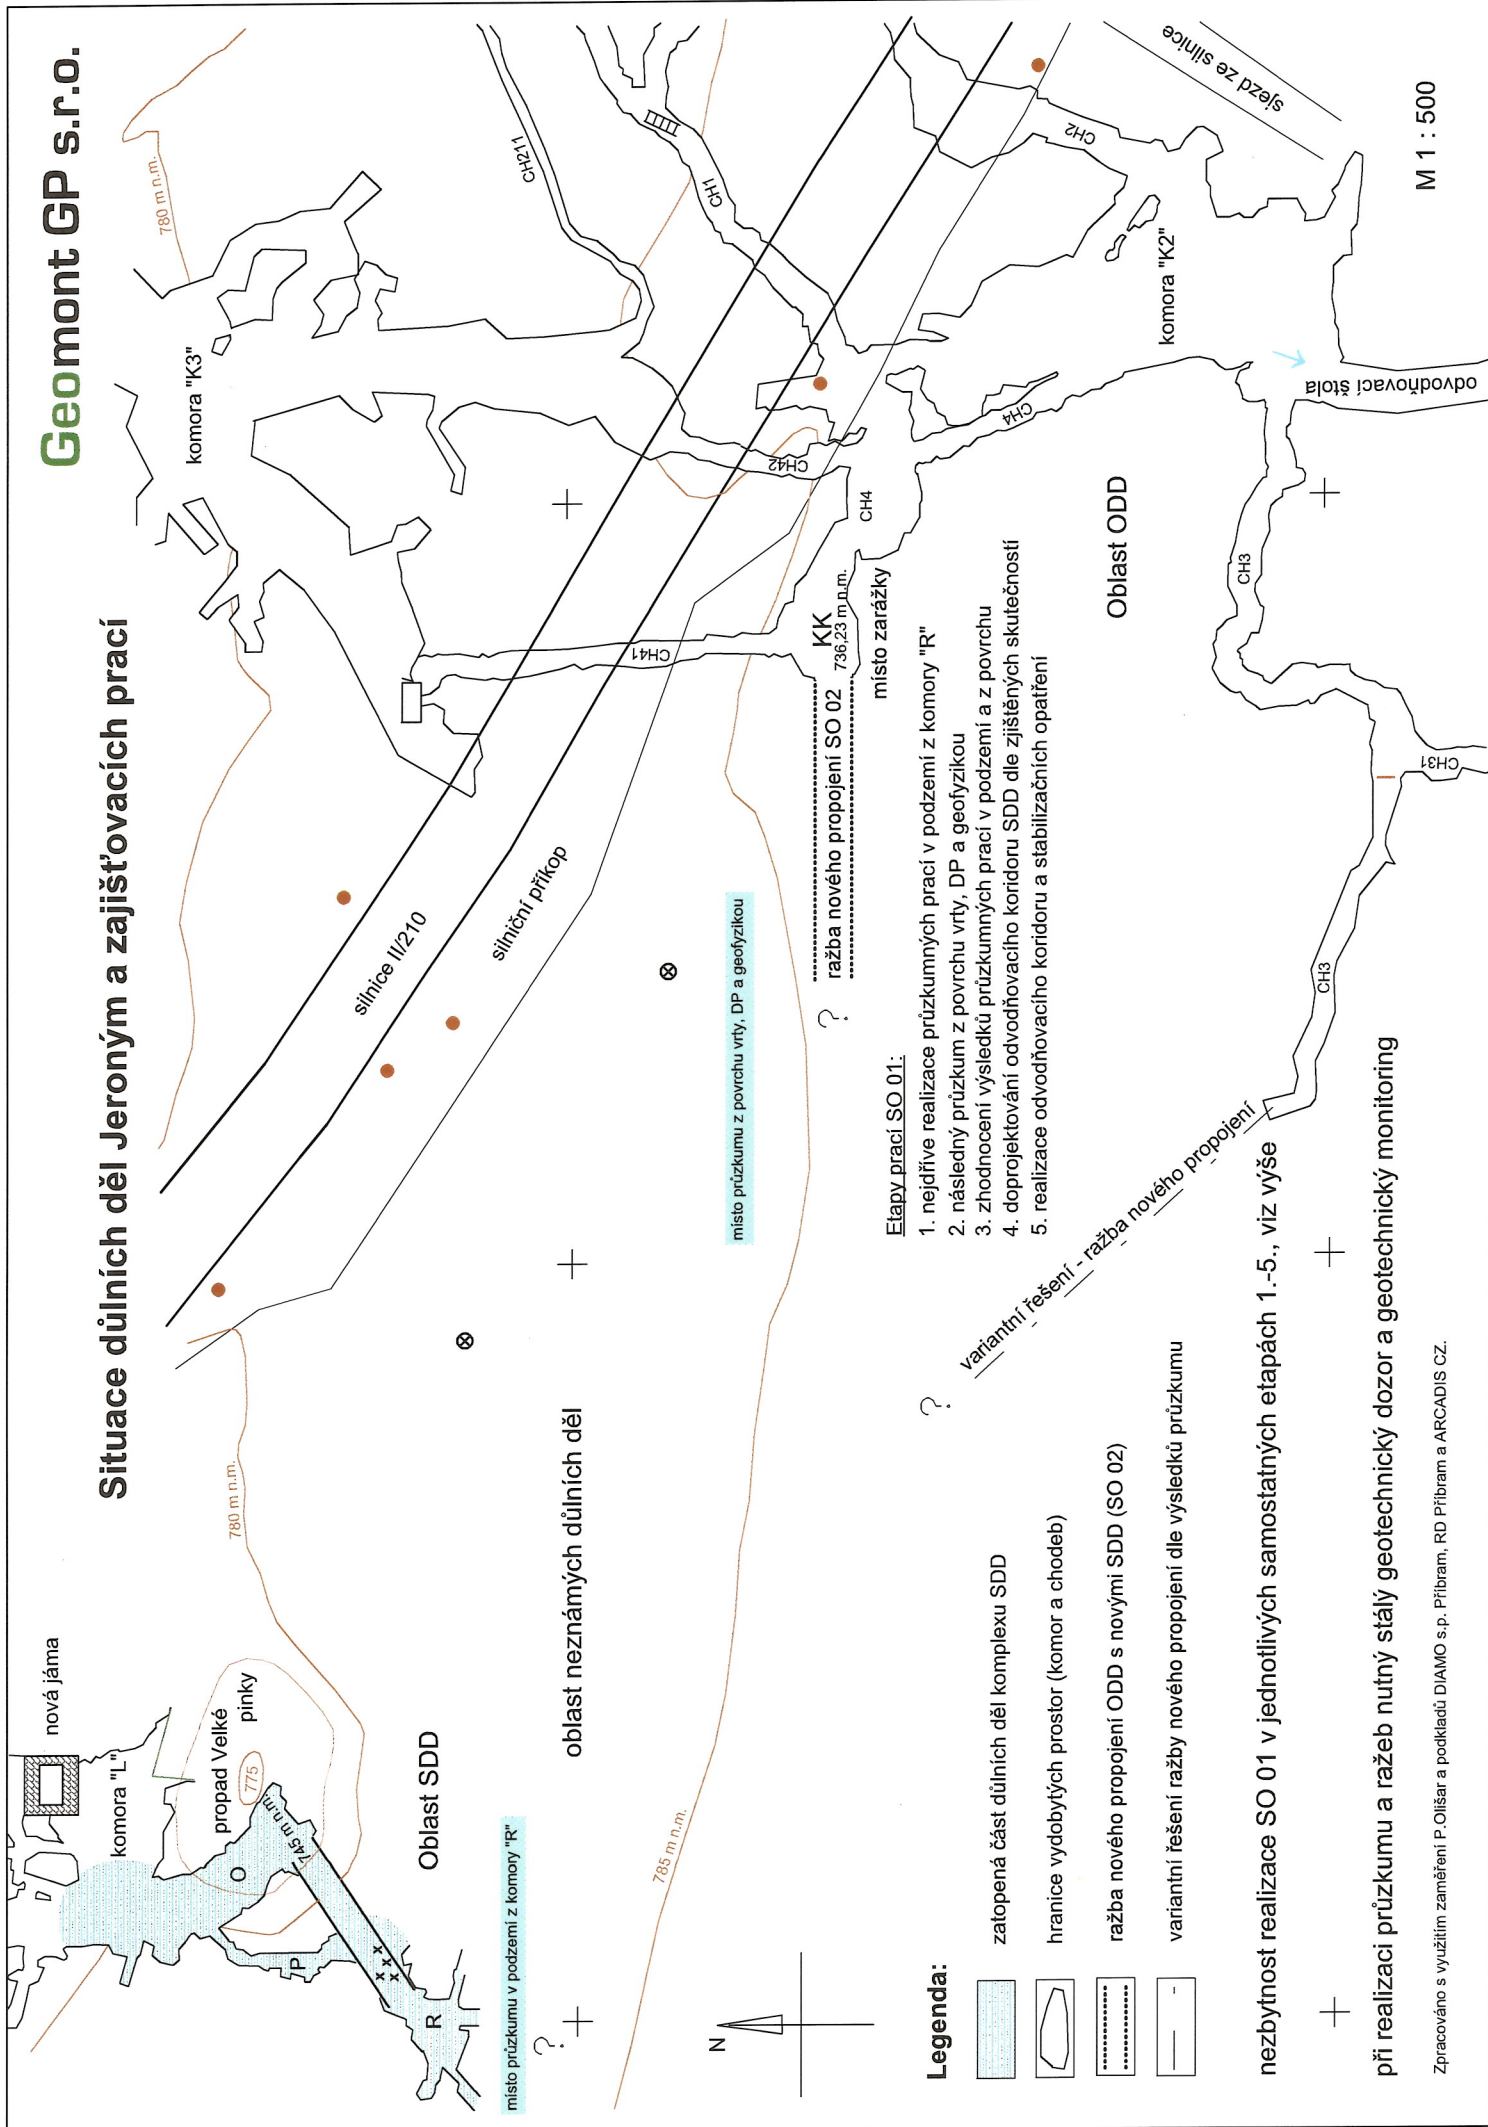 Geomont GP s.r.o.
Situace důlních děl Jeroným a zajišťovacích prací
nová jáma
komora "L"
propad Velké
pinky
775
O
P
R
745 m n.m.
780 m n.m.
780 m n.m.
komora "K3"
Oblast SDD
místo průzkumu v podzemí z komory "R"
?
oblast neznámých důlních děl
silnice II/210
silniční příkop
CH211
CH1
CH2
sjezd ze silnice
CH41
CH42
CH4
CH4
komora "K2"
odvodňovací štola
místo průzkumu z povrchu vrty, DP a geofyzikou
785 m n.m.
?
ražba nového propojení SO 02
KK
736,23 m n.m.
místo zarážky
Oblast ODD
Etapy prací SO 01:
1. nejdříve realizace průzkumných prací v podzemí z komory "R"
2. následný průzkum z povrchu vrty, DP a geofyzikou
3. zhodnocení výsledků průzkumných prací v podzemí a z povrchu
4. doprojektování odvodňovacího koridoru SDD dle zjištěných skutečností
5. realizace odvodňovacího koridoru a stabilizačních opatření
?
variantní řešení - ražba nového propojení
CH3
CH3
CH31
N
Legenda:
zatopená část důlních děl komplexu SDD
hranice vydobytých prostor (komor a chodeb)
ražba nového propojení ODD s novými SDD (SO 02)
variantní řešení ražby nového propojení dle výsledků průzkumu
nezbytnost realizace SO 01 v jednotlivých samostatných etapách 1.-5., viz výše
při realizaci průzkumu a ražeb nutný stálý geotechnický dozor a geotechnický monitoring
M 1 : 500
Zpracováno s využitím zaměření P.Olišar a podkladů DIAMO s.p. Příbram, RD Příbram a ARCADIS CZ.